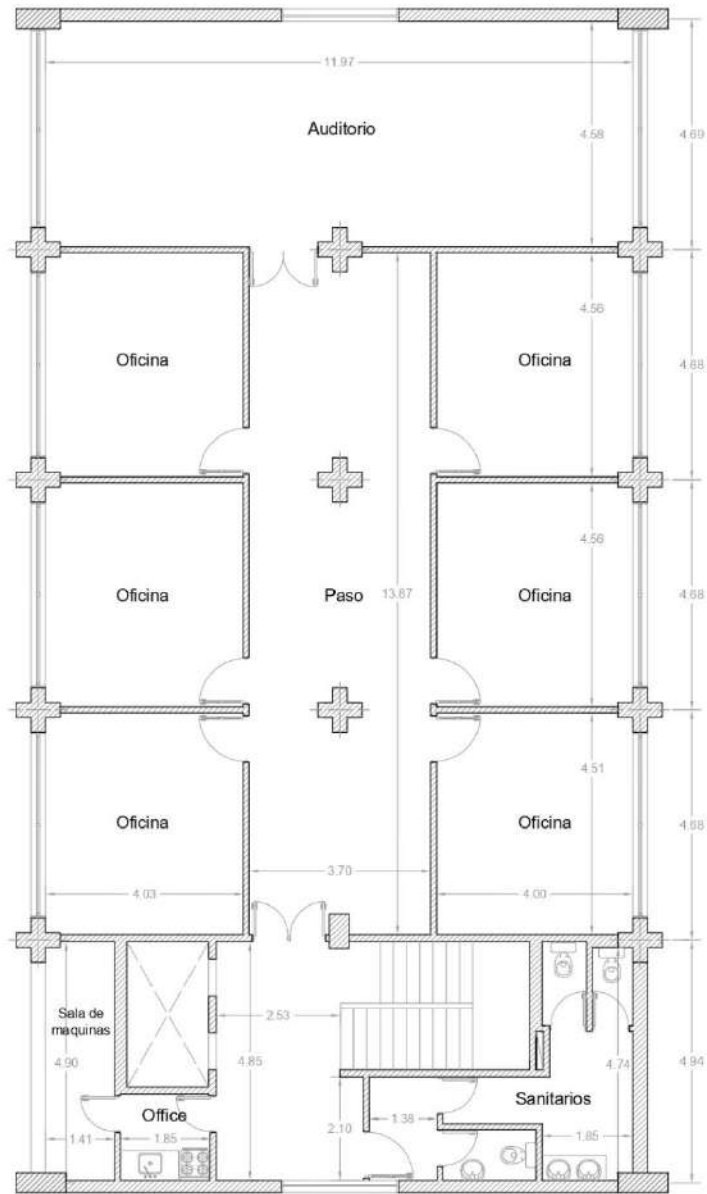 11.97
Auditorio
4.58
4.69
Oficina
4.56
Oficina
4.68
Oficina
Paso
13.87
4.56
Oficina
4.68
Oficina
4.51
Oficina
4.68
3.70
4.03
4.00
Sala de
maquinas
4.90
2.53
4.85
4.74
4.94
Office
1.41
1.85
2.10
1.38
Sanitarios
1.85